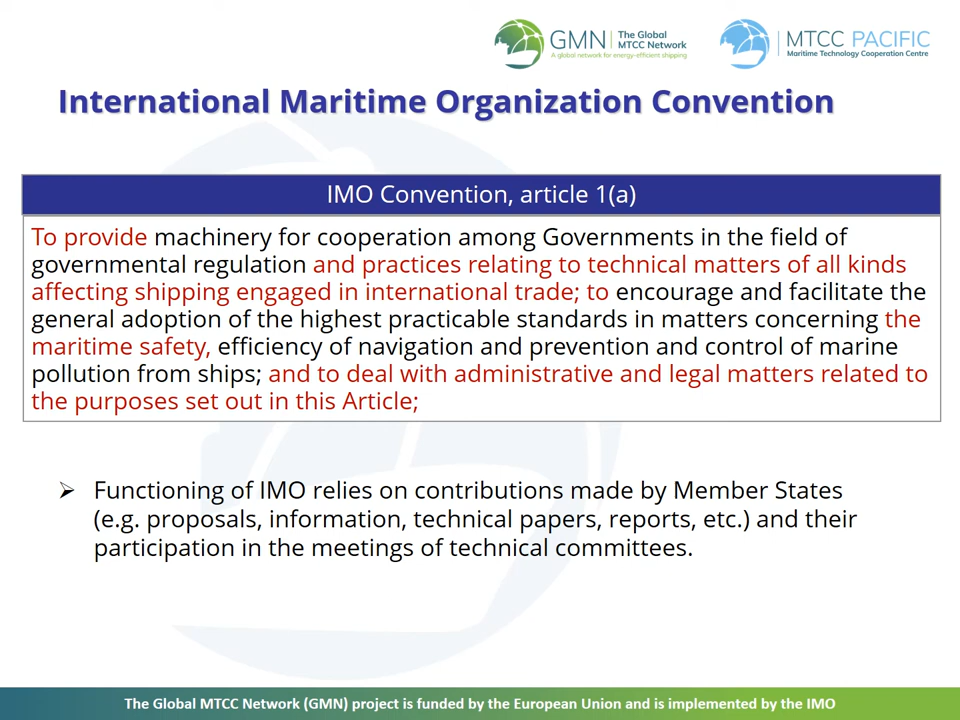 GMN The Global MTCC Network
A global network for energy-efficient shipping
MTCC PACIFIC
Maritime Technology Cooperation Centre
International Maritime Organization Convention
IMO Convention, article 1(a)
To provide machinery for cooperation among Governments in the field of
governmental regulation and practices relating to technical matters of all kinds
affecting shipping engaged in international trade; to encourage and facilitate the
general adoption of the highest practicable standards in matters concerning the
maritime safety, efficiency of navigation and prevention and control of marine
pollution from ships; and to deal with administrative and legal matters related to
the purposes set out in this Article;
Functioning of IMO relies on contributions made by Member States
(e.g. proposals, information, technical papers, reports, etc.) and their
participation in the meetings of technical committees.
The Global MTCC Network (GMN) project is funded by the European Union and is implemented by the IMO